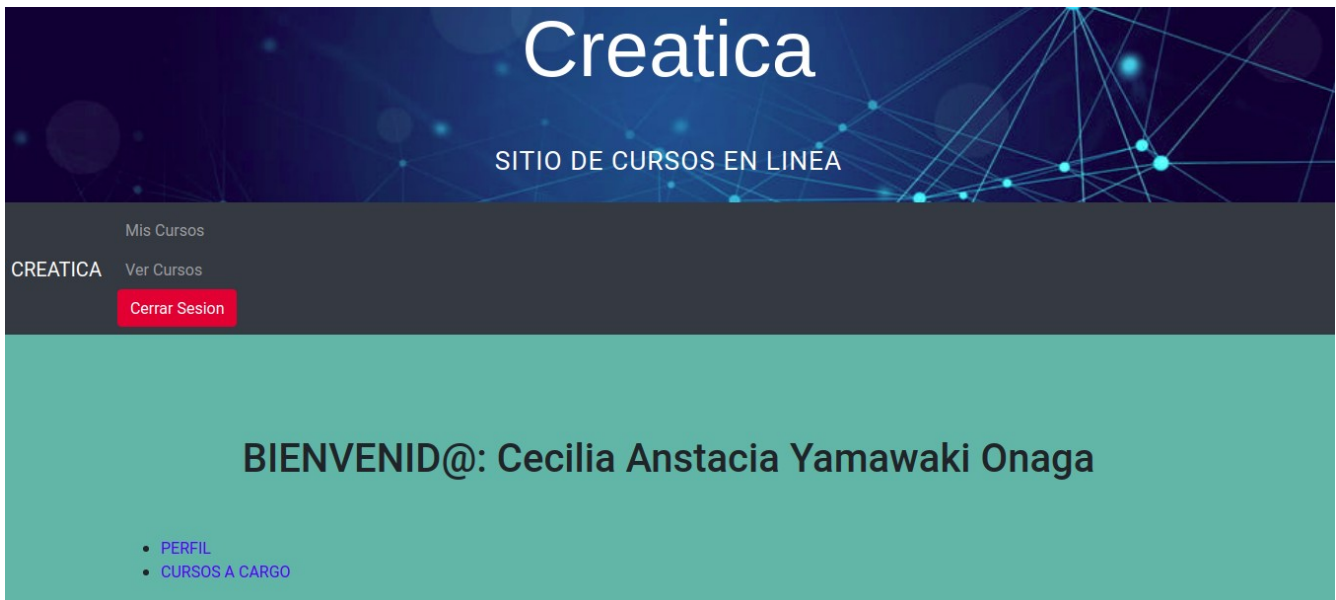 Creatica
SITIO DE CURSOS EN LINEA
Mis Cursos
CREATICA
Ver Cursos
Cerrar Sesion
BIENVENID@: Cecilia Anstacia Yamawaki Onaga
PERFIL
CURSOS A CARGO